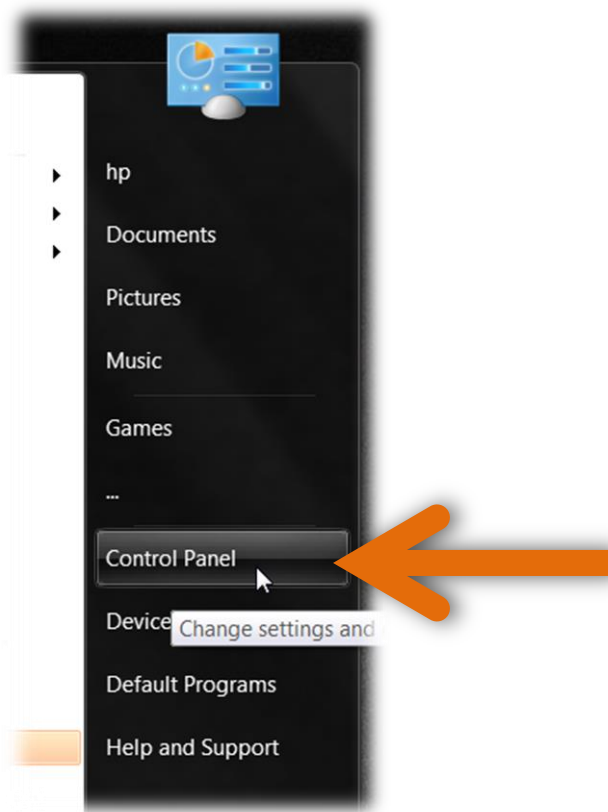 hp
Documents
Pictures
Music
Games
...
Control Panel
Device
Change settings and
Default Programs
Help and Support